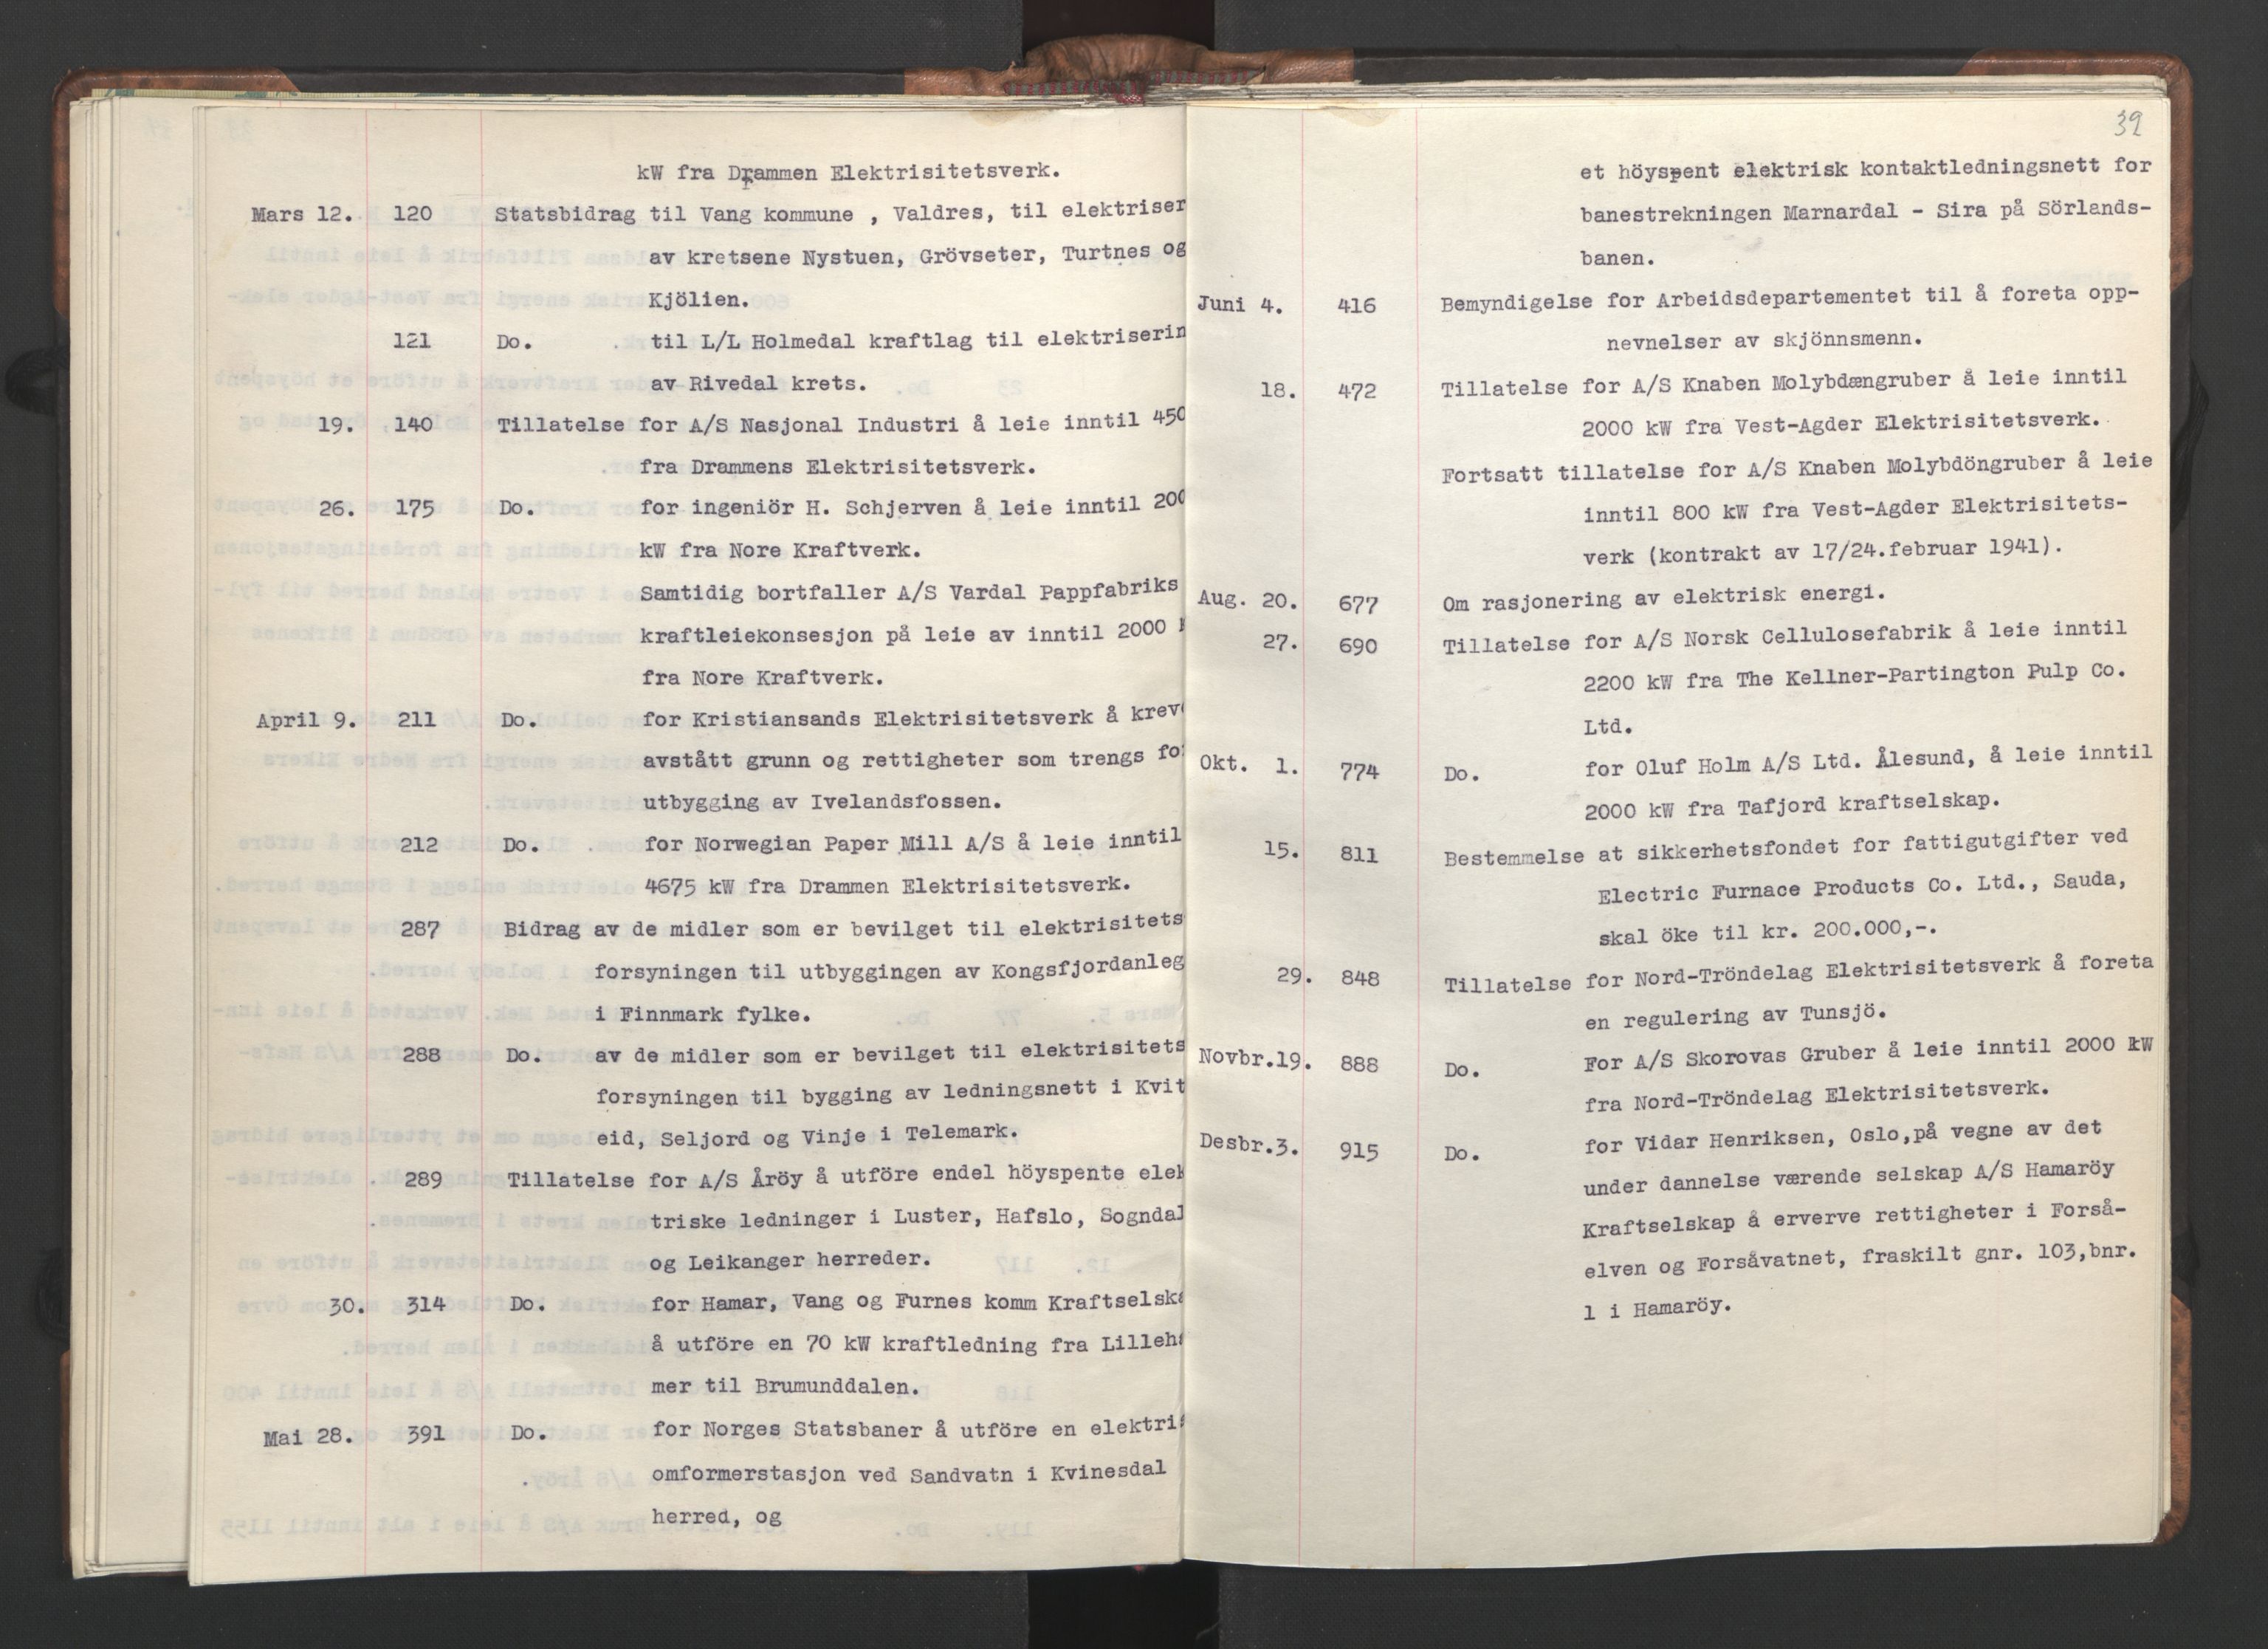 kW fra Drammen Elektrisitetsverk.
Mars 12. 120 Statsbidrag til Vang kommune , Valdres, til elektriser
av kretsene Nystuen, Grövseter, Turtnes og
Kjölien.
121 Do. til L/L Holmedal kraftlag til elektriserin
av Rivedal krets.
19. 140 Tillatelse for A/S Nasjonal Industri å leie inntil 450
fra Drammens Elektrisitetsverk.
26. 175 Do. for ingeniör H. Schjerven å leie inntil 200
kW fra Nore Kraftverk.
Samtidig bortfaller A/S Vardal Pappfabriks
kraftleiekonsesjon på leie av inntil 2000
fra Nore Kraftverk.
April 9. 211 Do. for Kristiansands Elektrisitetsverk å kreve
avstått grunn og rettigheter som trengs for
utbygging av Ivelandsfossen.
212 Do. for Norwegian Paper Mill A/S å leie inntil
4675 kW fra Drammen Elektrisitetsverk.
287 Bidrag av de midler som er bevilget til elektrisitets
forsyningen til utbyggingen av Kongsfjordanleg
i Finnmark fylke.
288 Do. av de midler som er bevilget til elektrisitets
forsyningen til bygging av ledningsnett i Kvit
eid, Seljord og Vinje i Telemark.
289 Tillatelse for A/S Åröy å utföre endel höyspente elek
triske ledninger i Luster, Hafslo, Sogndal
og Leikanger herreder.
30. 314 Do. for Hamar, Vang og Furnes komm Kraftselska
å utföre en 70 kW kraftledning fra Lilleha
mer til Brumunddalen.
Mai 28. 391 Do. for Norges Statsbaner å utföre en elektris
omformerstasjon ved Sandvatn i Kvinesdal
herred, og
39
et höyspent elektrisk kontaktledningsnett for
banestrekningen Marnardal - Sira på Sörlands-
banen.
Juni 4. 416 Bemyndigelse for Arbeidsdepartementet til å foreta opp-
nevnelser av skjönnsmenn.
18. 472 Tillatelse for A/S Knaben Molybdængruber å leie inntil
2000 kW fra Vest-Agder Elektrisitetsverk.
Fortsatt tillatelse for A/S Knaben Molybdöngruber å leie
inntil 800 kW fra Vest-Agder Elektrisitets-
verk (kontrakt av 17/24.februar 1941).
Aug. 20. 677 Om rasjonering av elektrisk energi.
27. 690 Tillatelse for A/S Norsk Cellulosefabrik å leie inntil
2200 kW fra The Kellner-Partington Pulp Co.
Ltd.
Okt. 1. 774 Do. for Oluf Holm A/S Ltd. Ålesund, å leie inntil
2000 kW fra Tafjord kraftselskap.
15. 811 Bestemmelse at sikkerhetsfondet for fattigutgifter ved
Electric Furnace Products Co. Ltd., Sauda,
skal öke til kr. 200.000,-.
29. 848 Tillatelse for Nord-Tröndelag Elektrisitetsverk å foreta
en regulering av Tunsjö.
Novbr.19. 888 Do. For A/S Skorovas Gruber å leie inntil 2000 kW
fra Nord-Tröndelag Elektrisitetsverk.
Desbr.3. 915 Do. for Vidar Henriksen, Oslo,på vegne av det
under dannelse værende selskap A/S Hamaröy
Kraftselskap å erverve rettigheter i Forså-
elven og Forsåvatnet, fraskilt gnr. 103,bnr.
1 i Hamaröy.